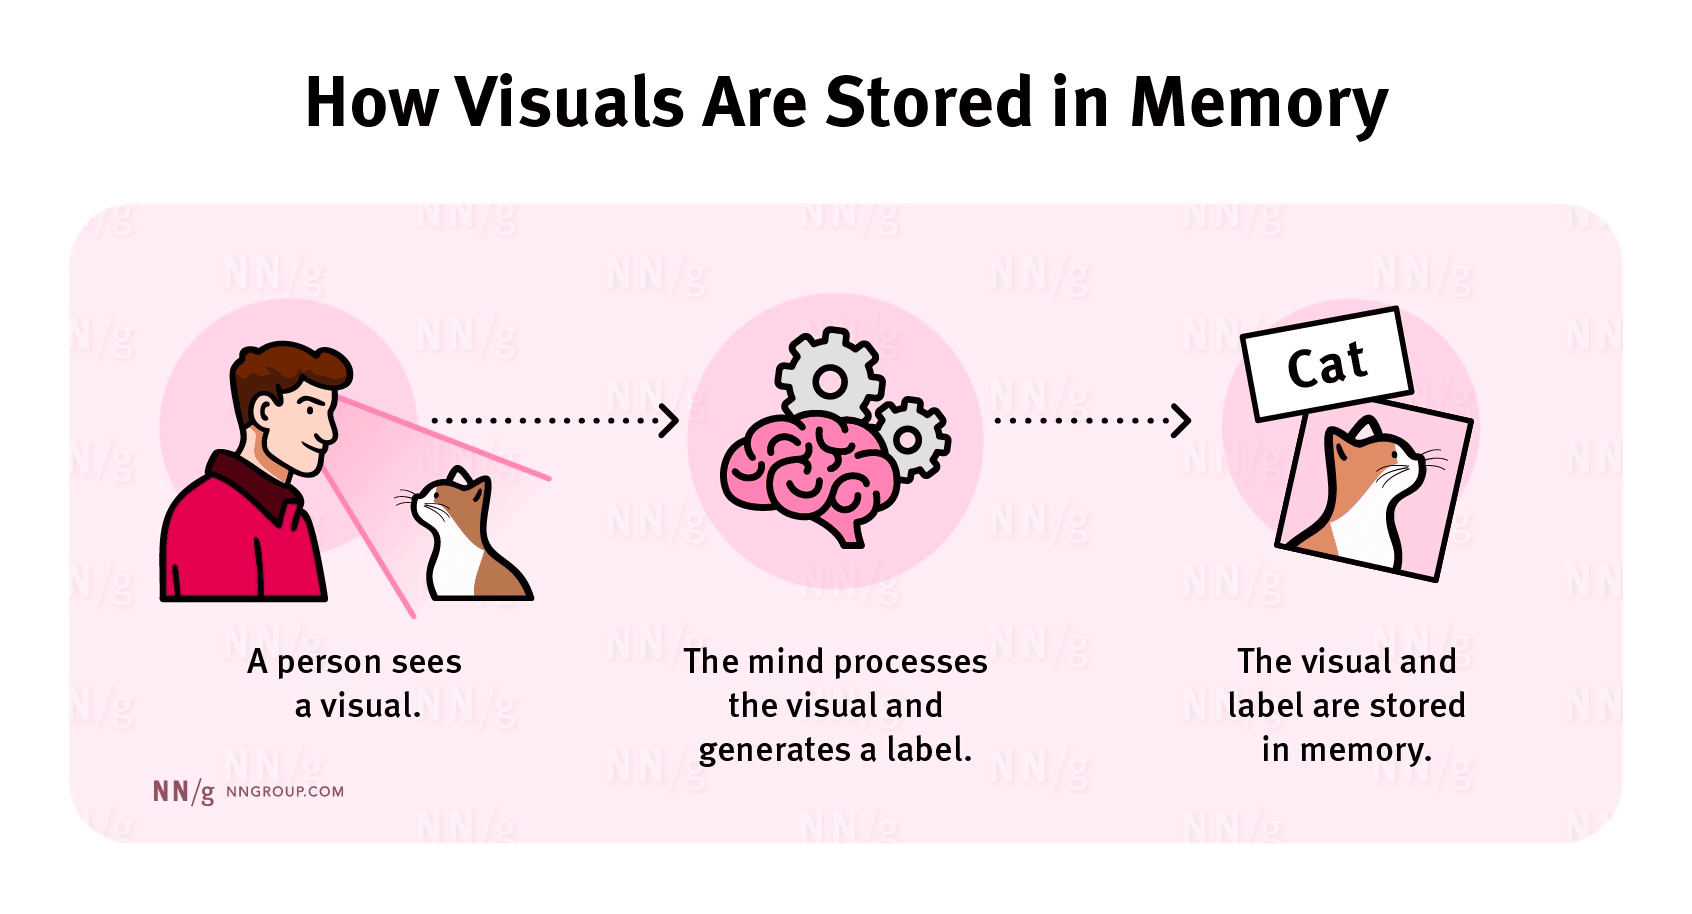 How Visuals Are Stored in Memory
Cat
A person sees
a visual.
The mind processes
the visual and
generates a label.
The visual and
label are stored
in memory.
NN/g NNGROUP.COM